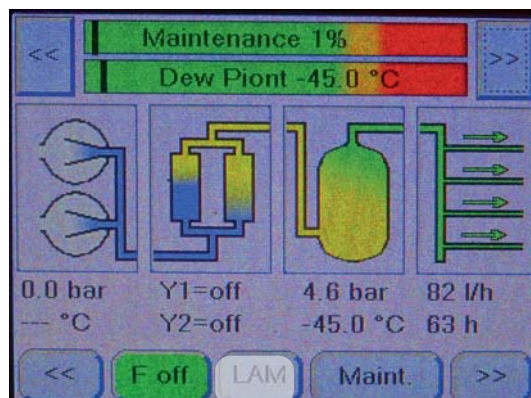 << Maintenance 1% >>
Dew Piont -45.0 °C
0.0 bar Y1=off 4.6 bar 82 l/h
--- °C Y2=off -45.0 °C 63 h
<< F off LAM Maint. >>